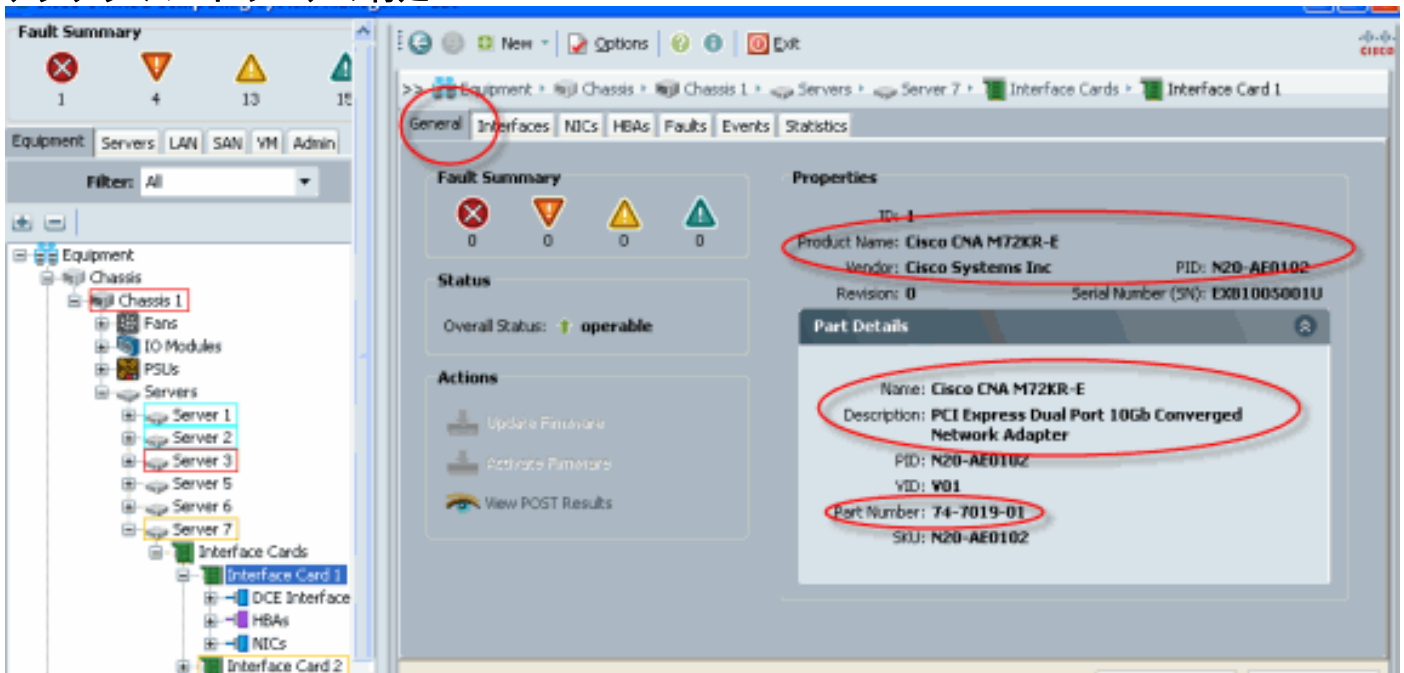 Fault Summary
1 4 13
Equipment Servers LAN SAN VM Admin
Filter: All
Equipment
Chassis
Chassis 1
Fans
IO Modules
PSUs
Servers
Server 1
Server 2
Server 3
Server 5
Server 6
Server 7
Interface Cards
Interface Card 1
DCE Interface
HBAs
NICs
Interface Card 2
New Options Exit
CISCO
>> Equipment Chassis Chassis 1 Servers Server 7 Interface Cards Interface Card 1
General Interfaces NICs HBAs Faults Events Statistics
Fault Summary
0 0 0 0
Status
Overall Status: operable
Actions
Update Firmware
Activate Firmware
View POST Results
Properties
ID: 1
Product Name: Cisco CNA M72KR-E
Vendor: Cisco Systems Inc PID: N20-AE0102
Revision: 0 Serial Number (SN): EXB1005001U
Part Details
Name: Cisco CNA M72KR-E
Description: PCI Express Dual Port 10Gb Converged
Network Adapter
PID: N20-AE0102
VID: V01
Part Number: 74-7019-01
SKU: N20-AE0102